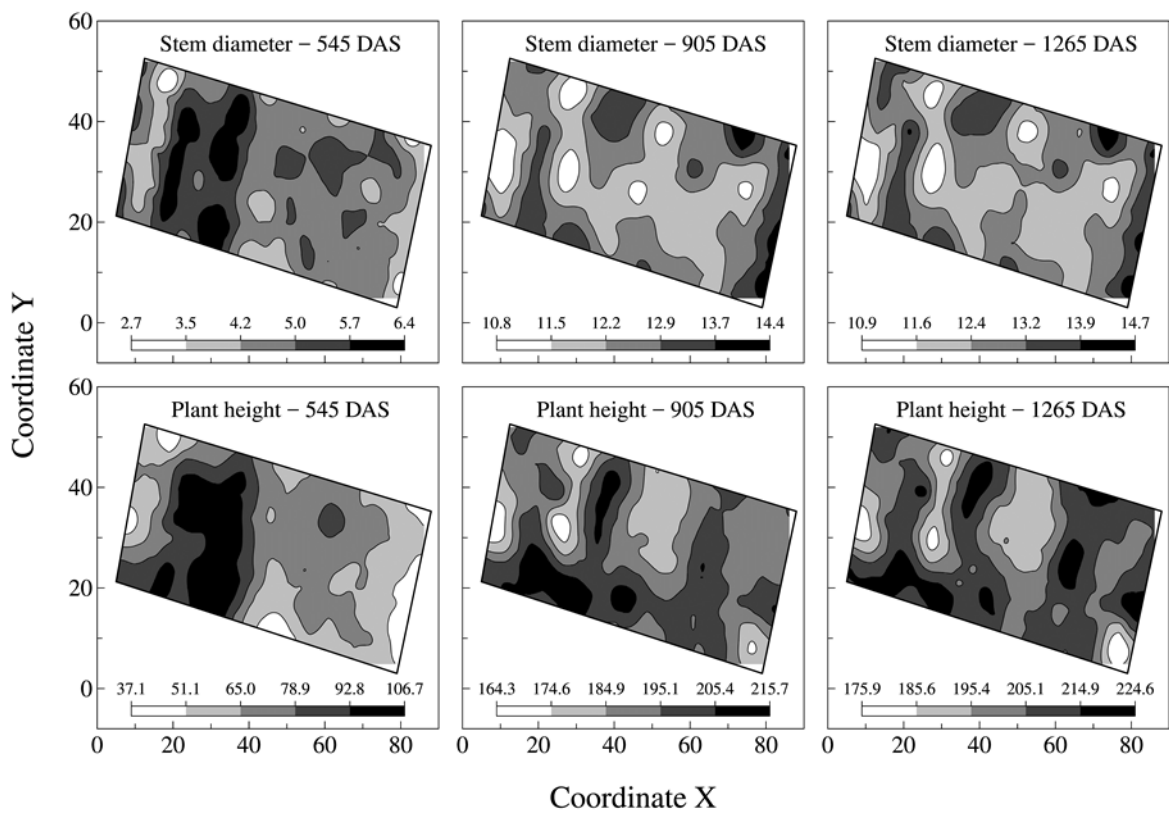 60
Stem diameter − 545 DAS
Stem diameter − 905 DAS
Stem diameter − 1265 DAS
40
20
0
2.7 3.5 4.2 5.0 5.7 6.4
10.8 11.5 12.2 12.9 13.7 14.4
10.9 11.6 12.4 13.2 13.9 14.7
Coordinate Y
60
Plant height − 545 DAS
Plant height − 905 DAS
Plant height − 1265 DAS
40
20
0
37.1 51.1 65.0 78.9 92.8 106.7
164.3 174.6 184.9 195.1 205.4 215.7
175.9 185.6 195.4 205.1 214.9 224.6
0 20 40 60 80
0 20 40 60 80
0 20 40 60 80
Coordinate X